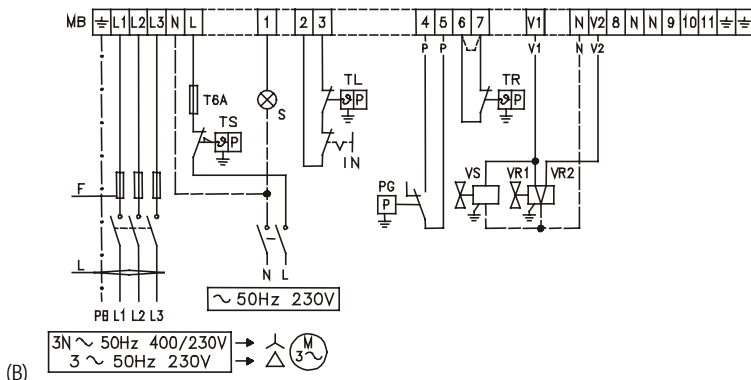 MB ⏚ L1 L2 L3 N L 1 2 3 4 5 6 7 V1 N V2 8 N N 9 10 11 ⏚ ⏚
P P V1 N V2
TL
TR
ϑ P
ϑ P
T6A
S
TS
ϑ P
IN
F
PG
P
VS VR1 VR2
L
N L
~ 50Hz 230V
PE L1 L2 L3
3N ~ 50Hz 400/230V
3 ~ 50Hz 230V
M
3~
(B)